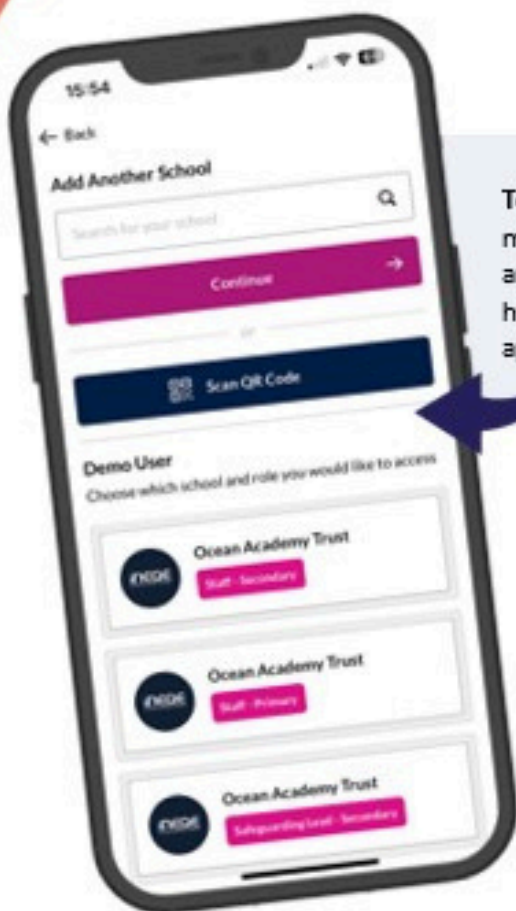 15:54
← Back
Add Another School
Search for your school
Continue →
or
Scan QR Code
Demo User
Choose which school and role you would like to access
Ocean Academy Trust
Staff - Secondary
Ocean Academy Trust
Staff - Primary
Ocean Academy Trust
Safeguarding Lead - Secondary